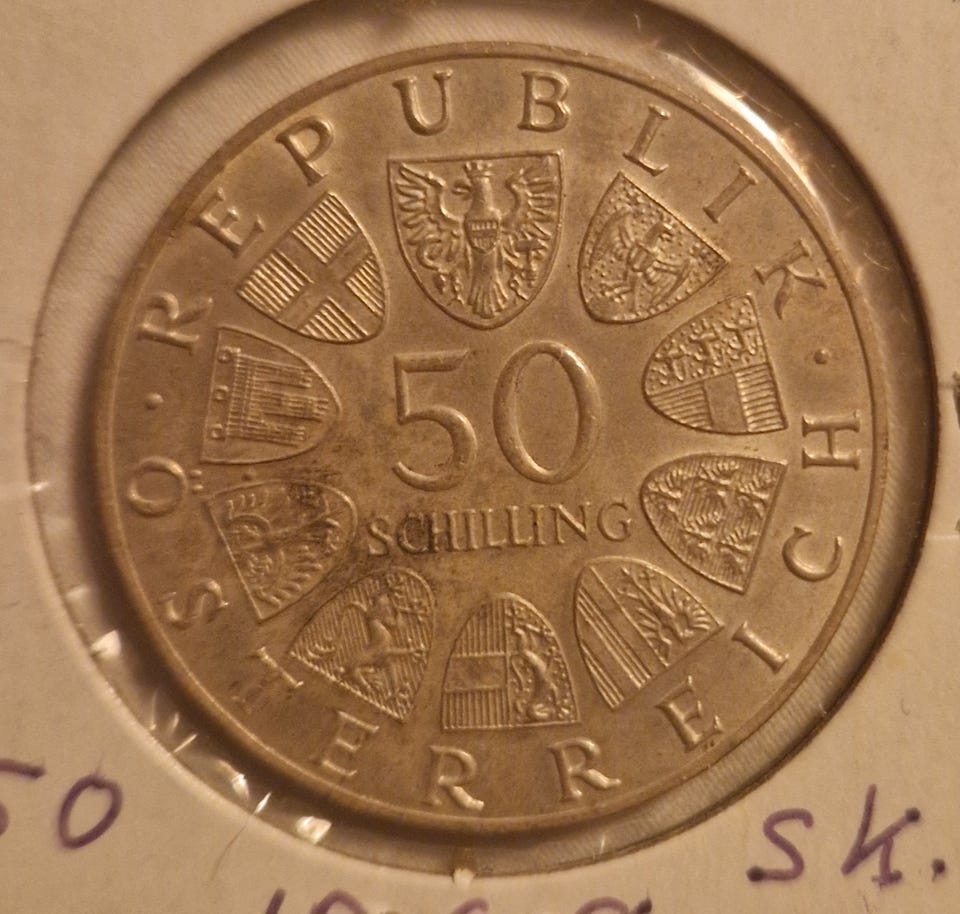 REPUBLIK · ÖSTERREICH ·
50
SCHILLING
50 sk.